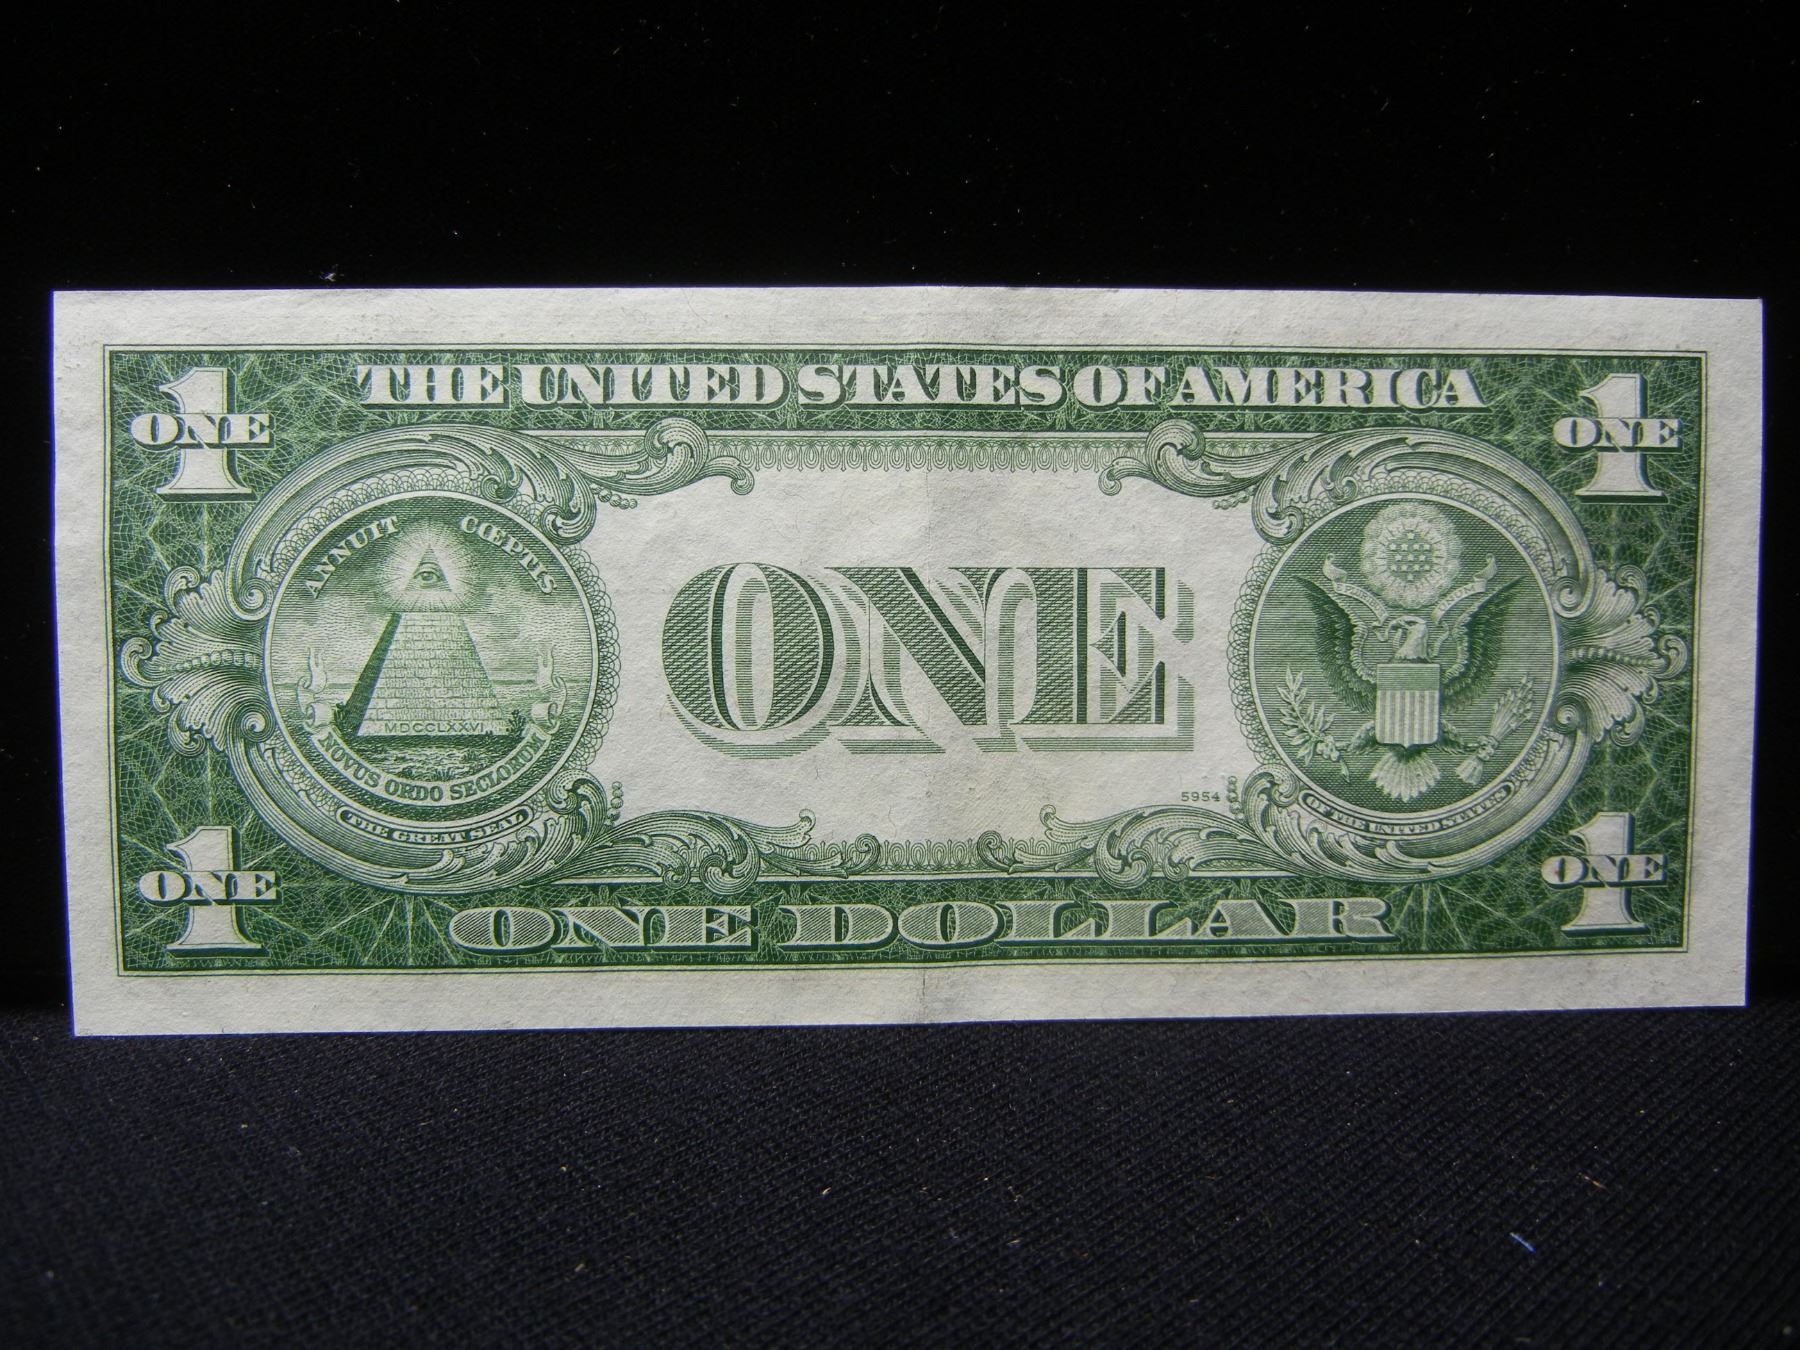 THE UNITED STATES OF AMERICA
1
ONE
1
ONE
ANNUIT CŒPTIS
MDCCLXXVI
NOVUS ORDO SECLORUM
THE GREAT SEAL
ONE
5954
OF THE UNITED STATES
1
ONE
1
ONE
ONE DOLLAR